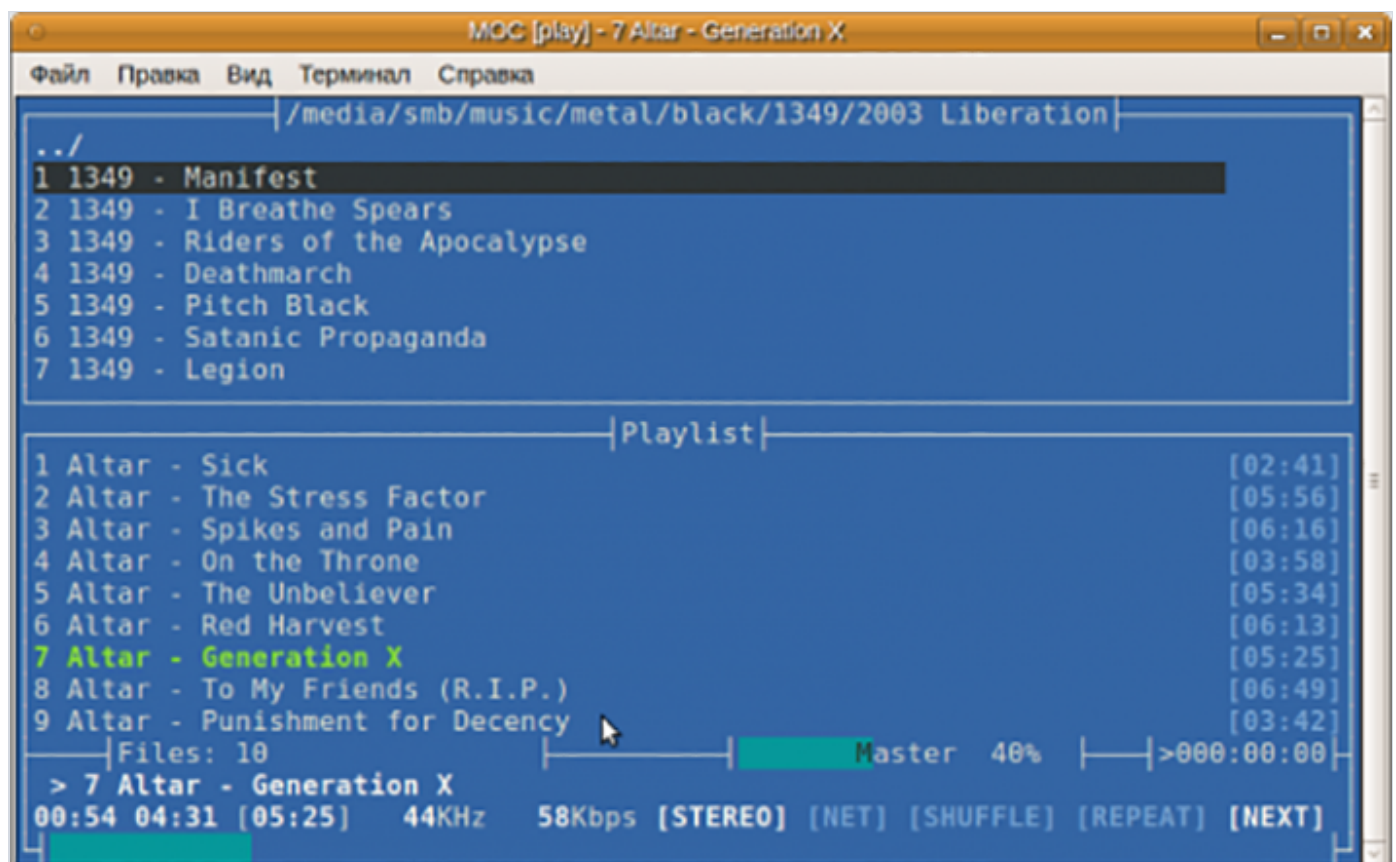 MOC [play] - 7 Altar - Generation X
Файл Правка Вид Терминал Справка
/media/smb/music/metal/black/1349/2003 Liberation
../
1 1349 - Manifest
2 1349 - I Breathe Spears
3 1349 - Riders of the Apocalypse
4 1349 - Deathmarch
5 1349 - Pitch Black
6 1349 - Satanic Propaganda
7 1349 - Legion
Playlist
1 Altar - Sick [02:41]
2 Altar - The Stress Factor [05:56]
3 Altar - Spikes and Pain [06:16]
4 Altar - On the Throne [03:58]
5 Altar - The Unbeliever [05:34]
6 Altar - Red Harvest [06:13]
7 Altar - Generation X [05:25]
8 Altar - To My Friends (R.I.P.) [06:49]
9 Altar - Punishment for Decency [03:42]
Files: 10 Master 40% >000:00:00
> 7 Altar - Generation X
00:54 04:31 [05:25] 44KHz 58Kbps [STEREO] [NET] [SHUFFLE] [REPEAT] [NEXT]